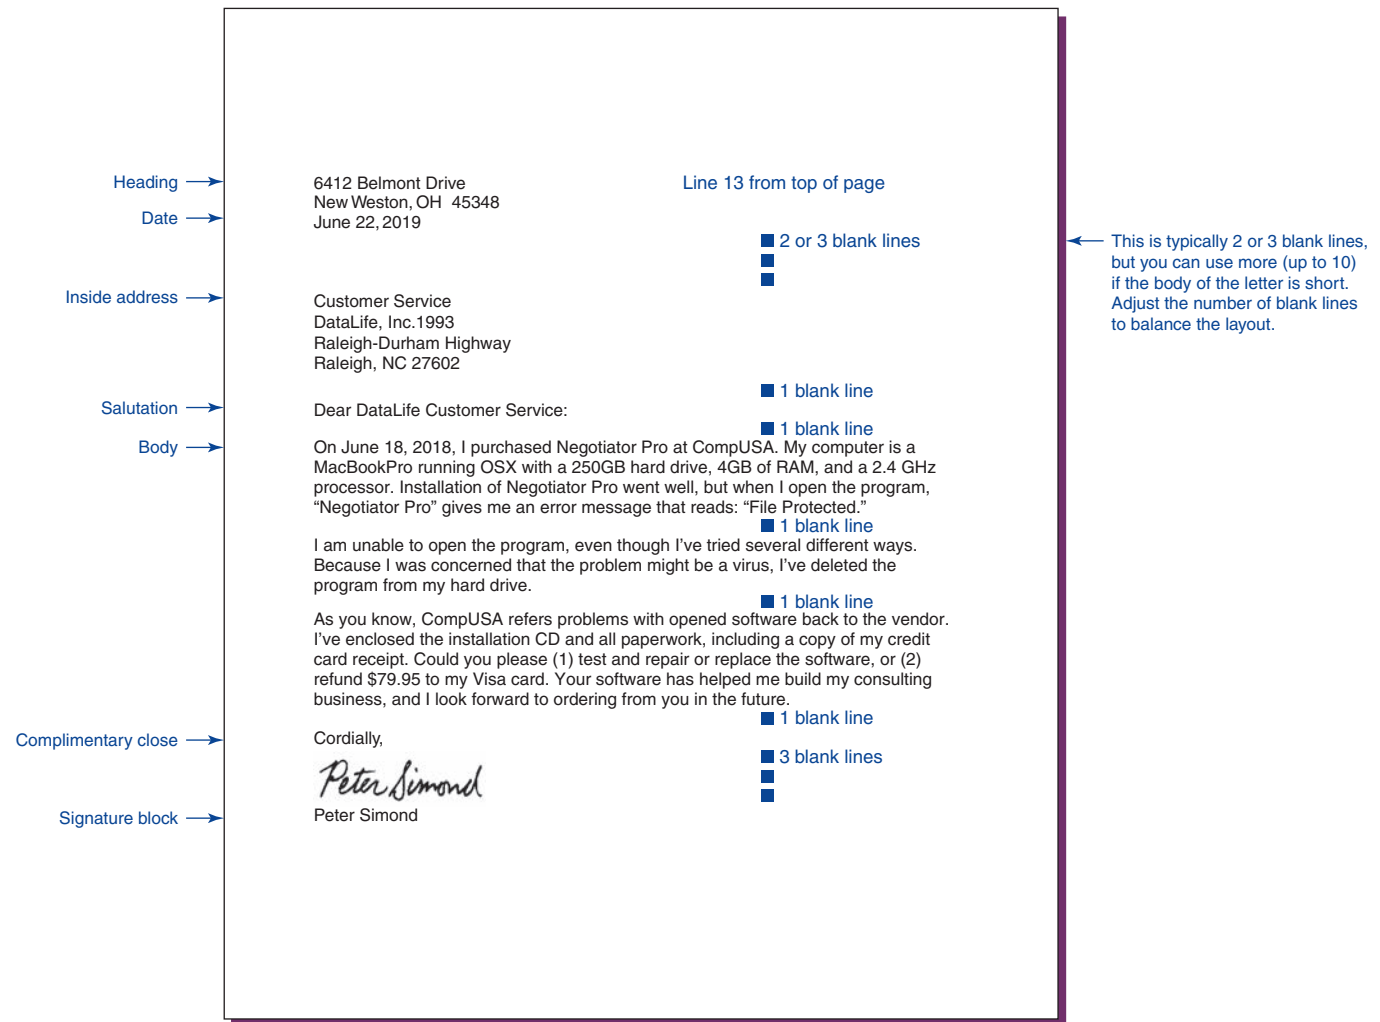 Heading
6412 Belmont Drive
Line 13 from top of page
New Weston, OH 45348
Date
June 22, 2019
2 or 3 blank lines
This is typically 2 or 3 blank lines,
but you can use more (up to 10)
if the body of the letter is short.
Adjust the number of blank lines
to balance the layout.
Inside address
Customer Service
DataLife, Inc.1993
Raleigh-Durham Highway
Raleigh, NC 27602
1 blank line
Salutation
Dear DataLife Customer Service:
1 blank line
Body
On June 18, 2018, I purchased Negotiator Pro at CompUSA. My computer is a
MacBookPro running OSX with a 250GB hard drive, 4GB of RAM, and a 2.4 GHz
processor. Installation of Negotiator Pro went well, but when I open the program,
“Negotiator Pro” gives me an error message that reads: “File Protected.”
1 blank line
I am unable to open the program, even though I’ve tried several different ways.
Because I was concerned that the problem might be a virus, I’ve deleted the
program from my hard drive.
1 blank line
As you know, CompUSA refers problems with opened software back to the vendor.
I’ve enclosed the installation CD and all paperwork, including a copy of my credit
card receipt. Could you please (1) test and repair or replace the software, or (2)
refund $79.95 to my Visa card. Your software has helped me build my consulting
business, and I look forward to ordering from you in the future.
1 blank line
Complimentary close
Cordially,
3 blank lines
Peter Simond
Signature block
Peter Simond